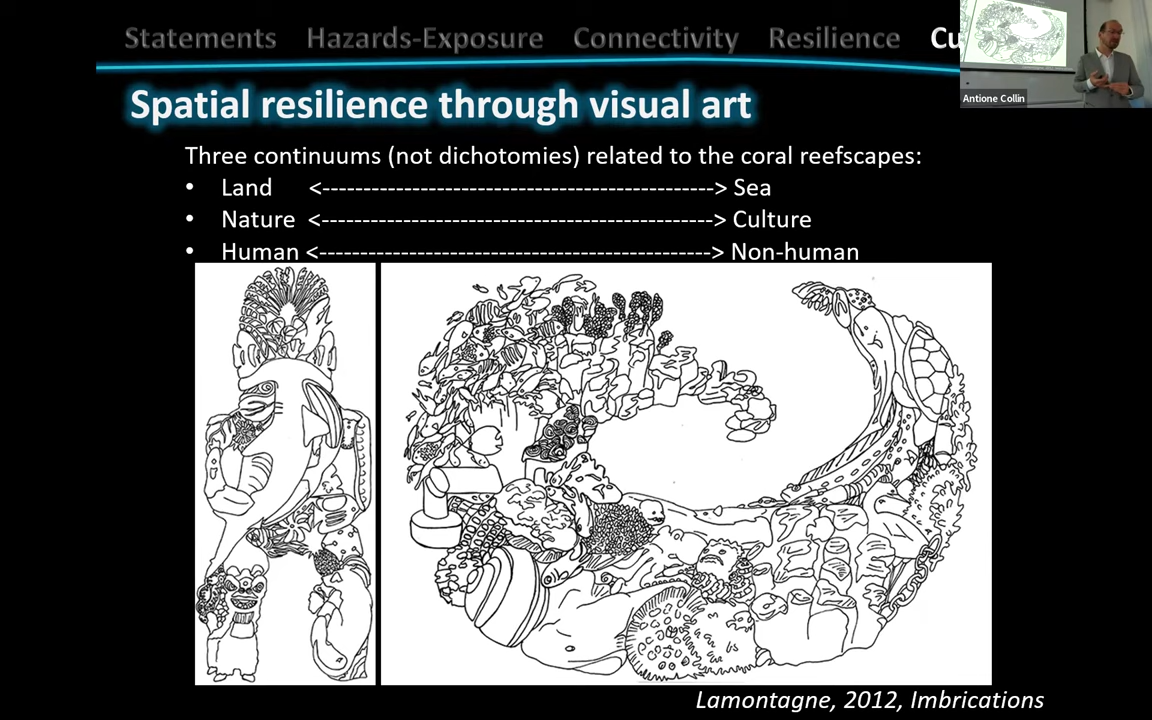 Statements Hazards-Exposure Connectivity Resilience Cu
Antione Collin
Spatial resilience through visual art
Three continuums (not dichotomies) related to the coral reefscapes:
• Land <------------------------------------------------> Sea
• Nature <------------------------------------------------> Culture
• Human <------------------------------------------------> Non-human
Lamontagne, 2012, Imbrications